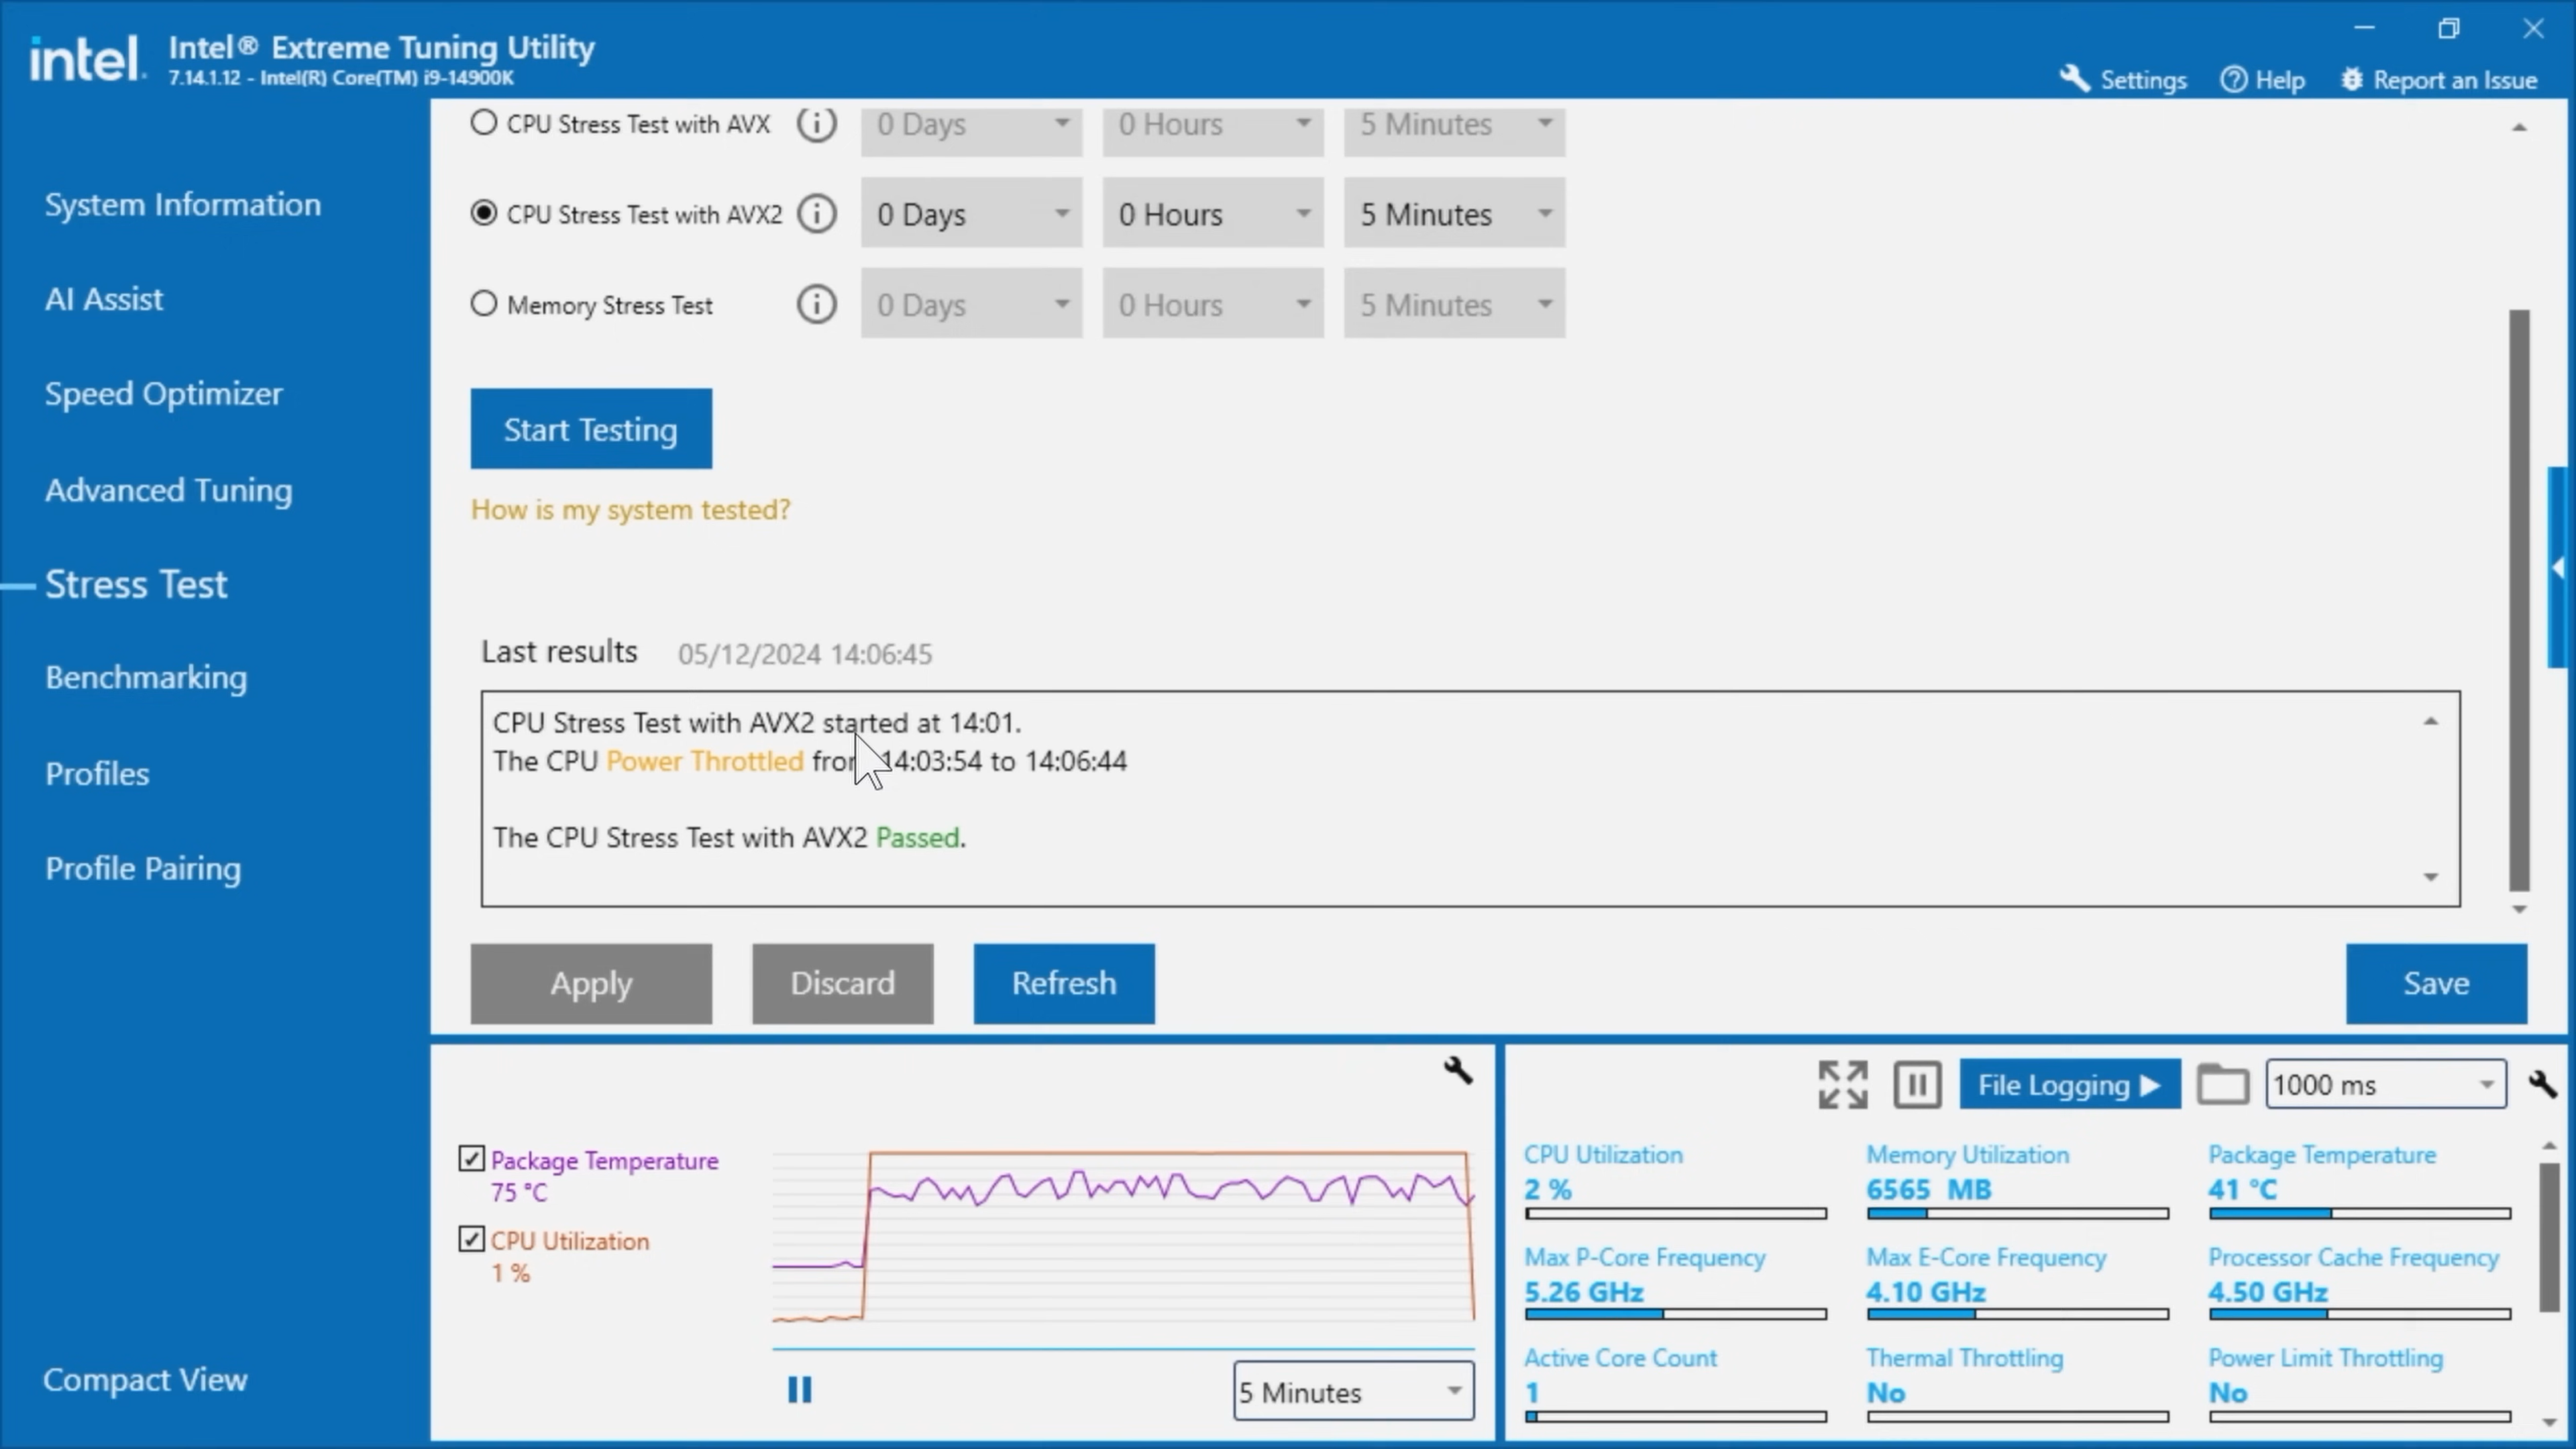 intel.
Intel® Extreme Tuning Utility
7.14.1.12 - Intel(R) Core(TM) i9-14900K
Settings
Help
Report an Issue
System Information
AI Assist
Speed Optimizer
Advanced Tuning
Stress Test
Benchmarking
Profiles
Profile Pairing
Compact View
CPU Stress Test with AVX 0 Days 0 Hours 5 Minutes
CPU Stress Test with AVX2 0 Days 0 Hours 5 Minutes
Memory Stress Test 0 Days 0 Hours 5 Minutes
Start Testing
How is my system tested?
Last results 05/12/2024 14:06:45
CPU Stress Test with AVX2 started at 14:01.
The CPU Power Throttled from 14:03:54 to 14:06:44
The CPU Stress Test with AVX2 Passed.
Apply
Discard
Refresh
Save
Package Temperature
75 °C
CPU Utilization
1 %
5 Minutes
File Logging
1000 ms
CPU Utilization
2 %
Memory Utilization
6565 MB
Package Temperature
41 °C
Max P-Core Frequency
5.26 GHz
Max E-Core Frequency
4.10 GHz
Processor Cache Frequency
4.50 GHz
Active Core Count
1
Thermal Throttling
No
Power Limit Throttling
No